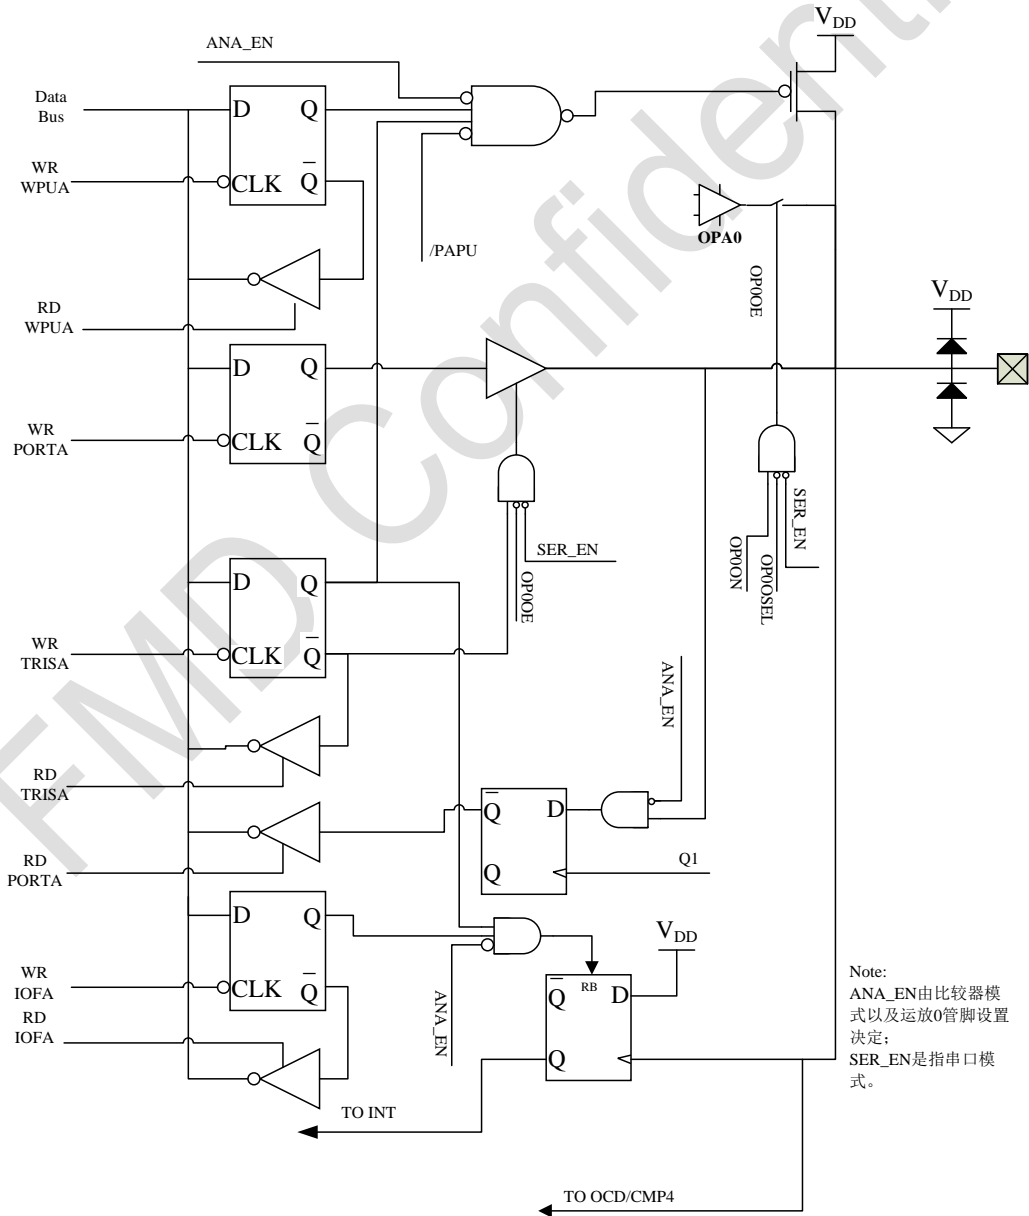 V DD
ANA_EN
Data
Bus
D
Q
WR
WPUA
CLK
Q
OPA0
/PAPU
OP0OE
RD
WPUA
V DD
D
Q
WR
PORTA
CLK
Q
SER_EN
SER_EN
OP0ON
OP0OSEL
OP0OE
D
Q
WR
TRISA
CLK
Q
ANA_EN
RD
TRISA
Q
D
RD
PORTA
Q
Q1
D
Q
V DD
WR
IOFA
CLK
Q
ANA_EN
Q
RB
D
RD
IOFA
Q
Note:
ANA_EN由比较器模
式以及运放0管脚设置
决定；
SER_EN是指串口模
式。
TO INT
TO OCD/CMP4
FMD Confidenti